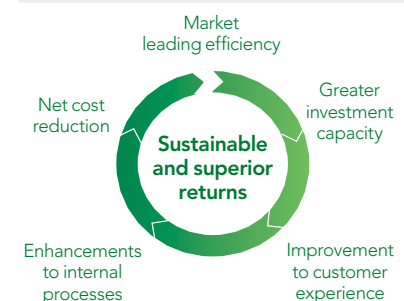 Market
leading efficiency
Greater
investment
capacity
Improvement
to customer
experience
Enhancements
to internal
processes
Net cost
reduction
Sustainable
and superior
returns